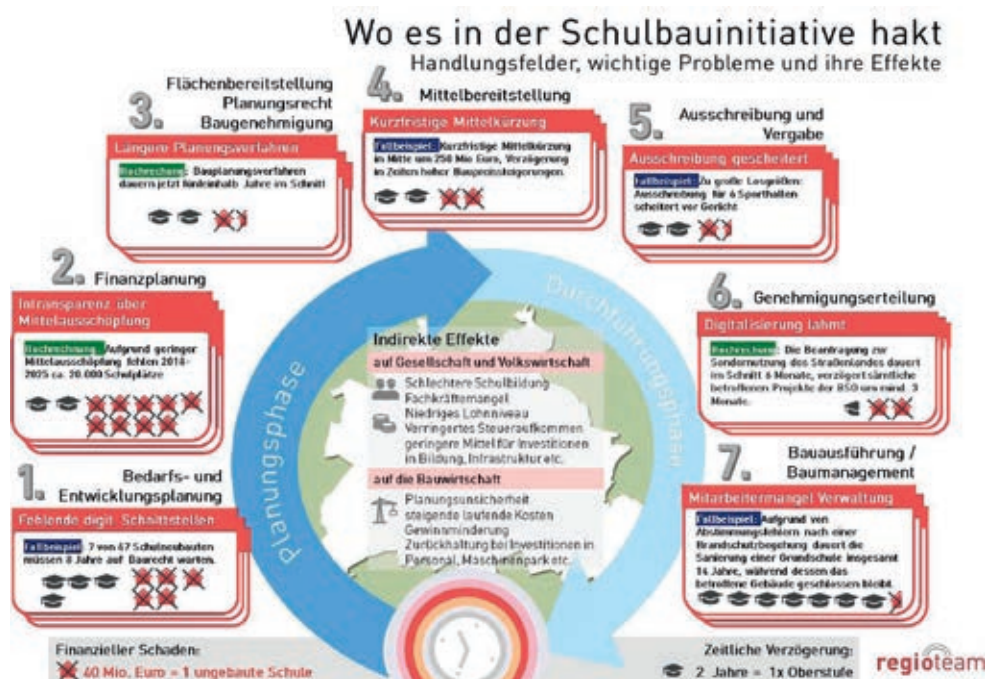 Wo es in der Schulbauinitiative hakt
Handlungsfelder, wichtige Probleme und ihre Effekte
1. Bedarfs- und
Entwicklungsplanung
Fehlende digit. Schnittstellen
Fallbeispiel: 7 von 67 Schulneubauten
müssen 8 Jahre auf Baurecht warten.
2. Finanzplanung
Intransparenz über
Mittelausschöpfung
Hochrechnung: Aufgrund geringer
Mittelausschöpfung fehlen 2018-
2025 ca. 20.000 Schulplätze
3. Flächenbereitstellung
Planungsrecht
Baugenehmigung
Längere Planungsverfahren
Bauplanungsverfahren
dauern jetzt fünfeinhalb Jahre im Schnitt
4. Mittelbereitstellung
Kurzfristige Mittelkürzung
Fallbeispiel: Kurzfristige Mittelkürzung
in Mitte um 250 Mio Euro, Verzögerung
in Zeiten hoher Baupreissteigerungen.
5. Ausschreibung und
Vergabe
Ausschreibung gescheitert
Fallbeispiel: Zu große Losgrößen:
Ausschreibung für 6 Sporthallen
scheitert vor Gericht
6. Genehmigungserteilung
Digitalisierung lahmt
Die Beantragung zur
Sondernutzung des Straßenlandes dauert
im Schnitt 6 Monate, verzögert sämtliche
betroffenen Projekte der BSO um mind. 3
Monate.
7. Bauausführung /
Baumanagement
Mitarbeitermangel Verwaltung
Fallbeispiel: Aufgrund von
Abstimmungsfehlern nach einer
Brandschutzbegehung dauert die
Sanierung einer Grundschule insgesamt
14 Jahre, während dessen das
betroffene Gebäude geschlossen bleibt.
Planungsphase
Durchführungsphase
Indirekte Effekte
auf Gesellschaft und Volkswirtschaft
Schlechtere Schulbildung
Fachkräftemangel
Niedriges Lohnniveau
Verringertes Steueraufkommen
geringere Mittel für Investitionen
in Bildung, Infrastruktur etc.
auf die Bauwirtschaft
Planungsunsicherheit
steigende laufende Kosten
Gewinnminderung
Zurückhaltung bei Investitionen in
Personal, Maschinenpark etc.
Finanzieller Schaden:
40 Mio. Euro = 1 ungebaute Schule
Zeitliche Verzögerung:
2 Jahre = 1x Oberstufe
regioteam